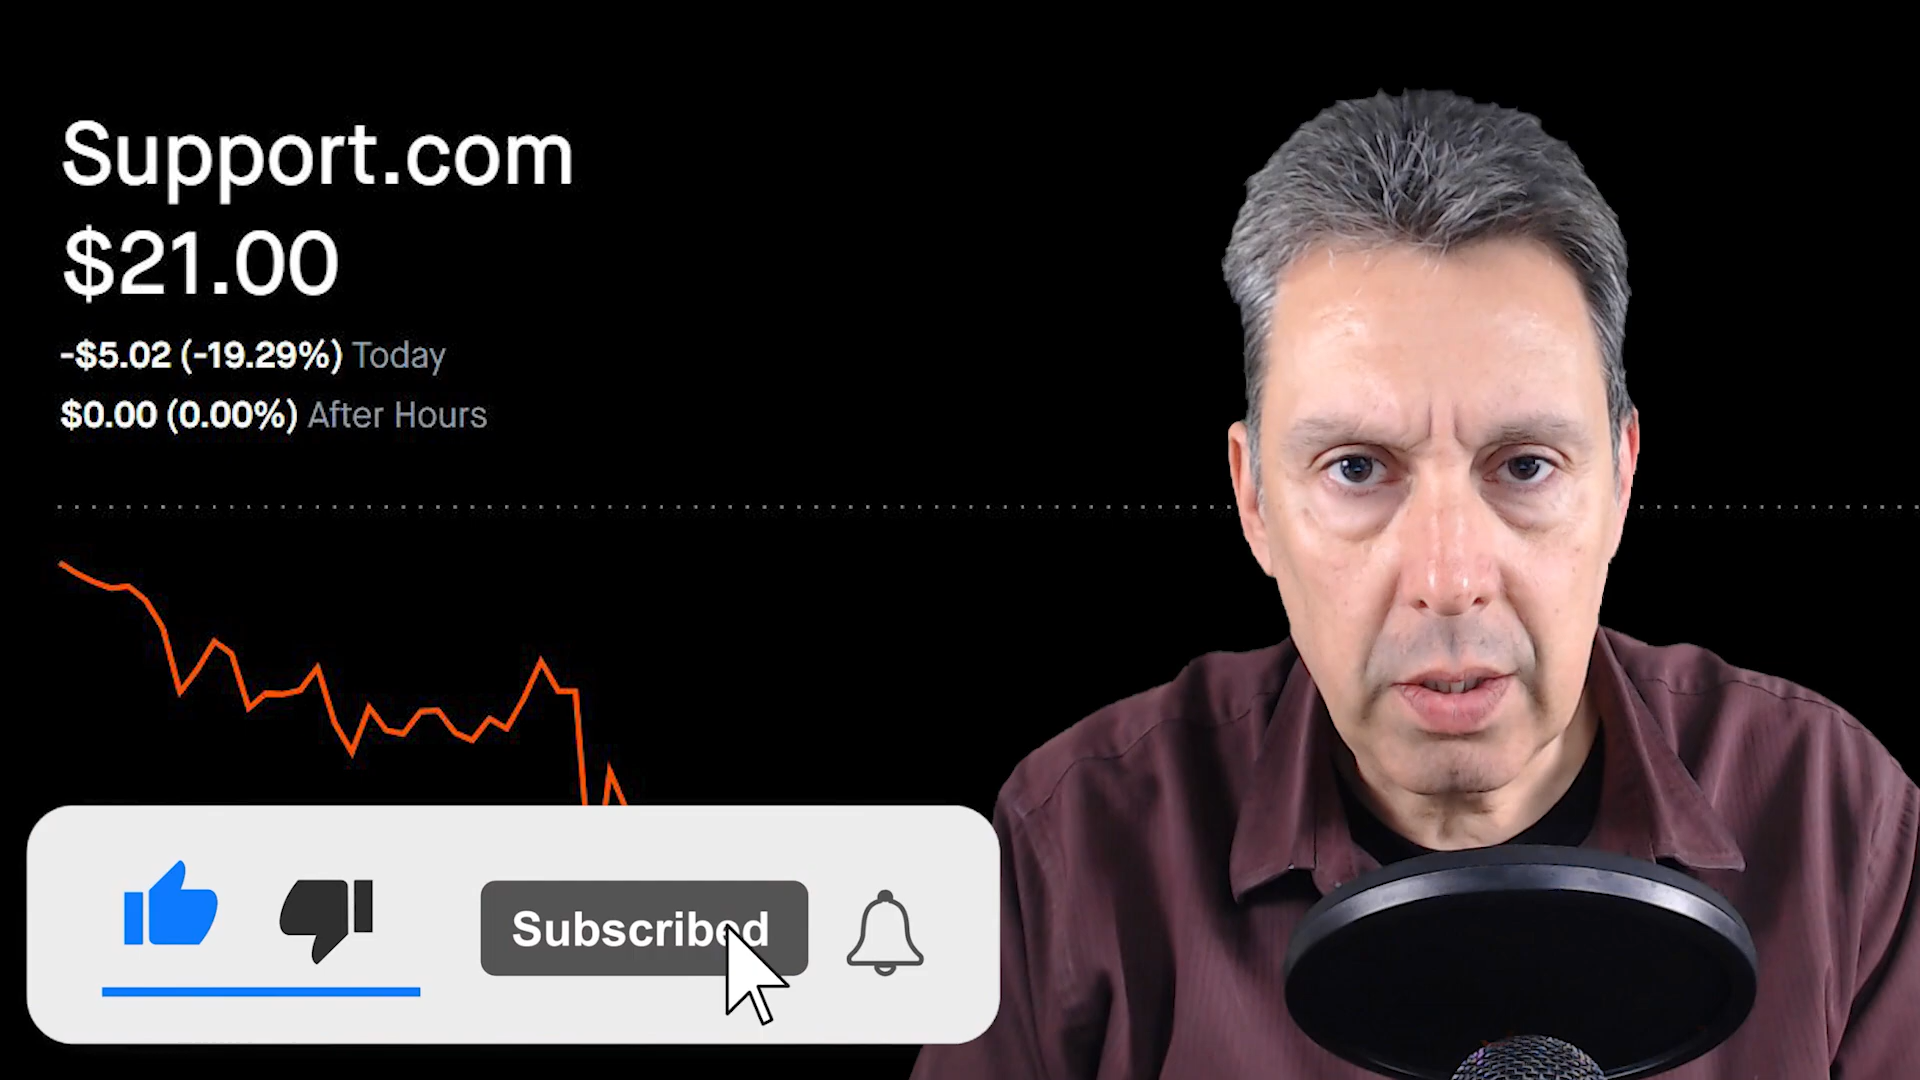 Support.com
$21.00
-$5.02 (-19.29%) Today
$0.00 (0.00%) After Hours
Subscribed